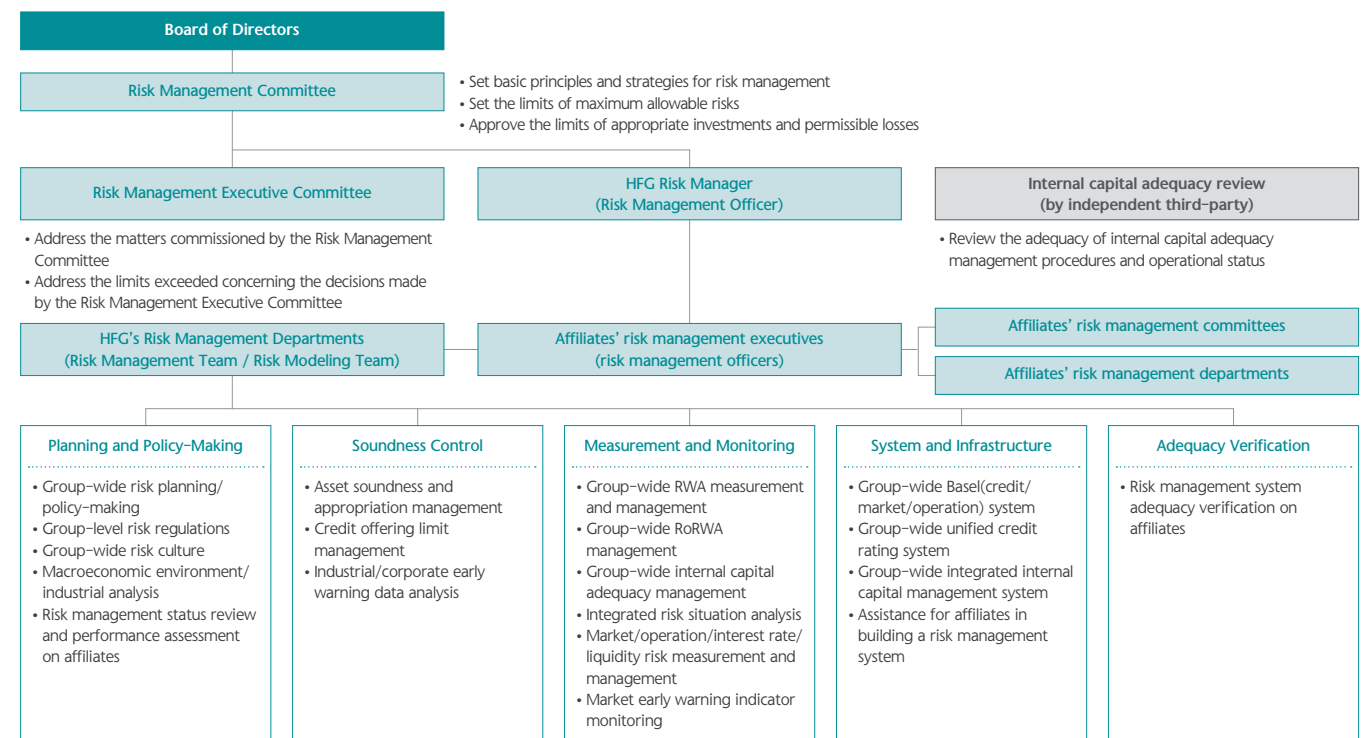 Board of Directors
Risk Management Committee
• Set basic principles and strategies for risk management
• Set the limits of maximum allowable risks
• Approve the limits of appropriate investments and permissible losses
Risk Management Executive Committee
• Address the matters commissioned by the Risk Management
Committee
• Address the limits exceeded concerning the decisions made
by the Risk Management Executive Committee
HFG Risk Manager
(Risk Management Officer)
Internal capital adequacy review
(by independent third-party)
• Review the adequacy of internal capital adequacy
management procedures and operational status
HFG's Risk Management Departments
(Risk Management Team / Risk Modeling Team)
Affiliates' risk management executives
(risk management officers)
Affiliates' risk management committees
Affiliates' risk management departments
Planning and Policy-Making
• Group-wide risk planning/
policy-making
• Group-level risk regulations
• Group-wide risk culture
• Macroeconomic environment/
industrial analysis
• Risk management status review
and performance assessment
on affiliates
Soundness Control
• Asset soundness and
appropriation management
• Credit offering limit
management
• Industrial/corporate early
warning data analysis
Measurement and Monitoring
• Group-wide RWA measurement
and management
• Group-wide RoRWA
management
• Group-wide internal capital
adequacy management
• Integrated risk situation analysis
• Market/operation/interest rate/
liquidity risk measurement and
management
• Market early warning indicator
monitoring
System and Infrastructure
• Group-wide Basel(credit/
market/operation) system
• Group-wide unified credit
rating system
• Group-wide integrated internal
capital management system
• Assistance for affiliates in
building a risk management
system
Adequacy Verification
• Risk management system
adequacy verification on
affiliates